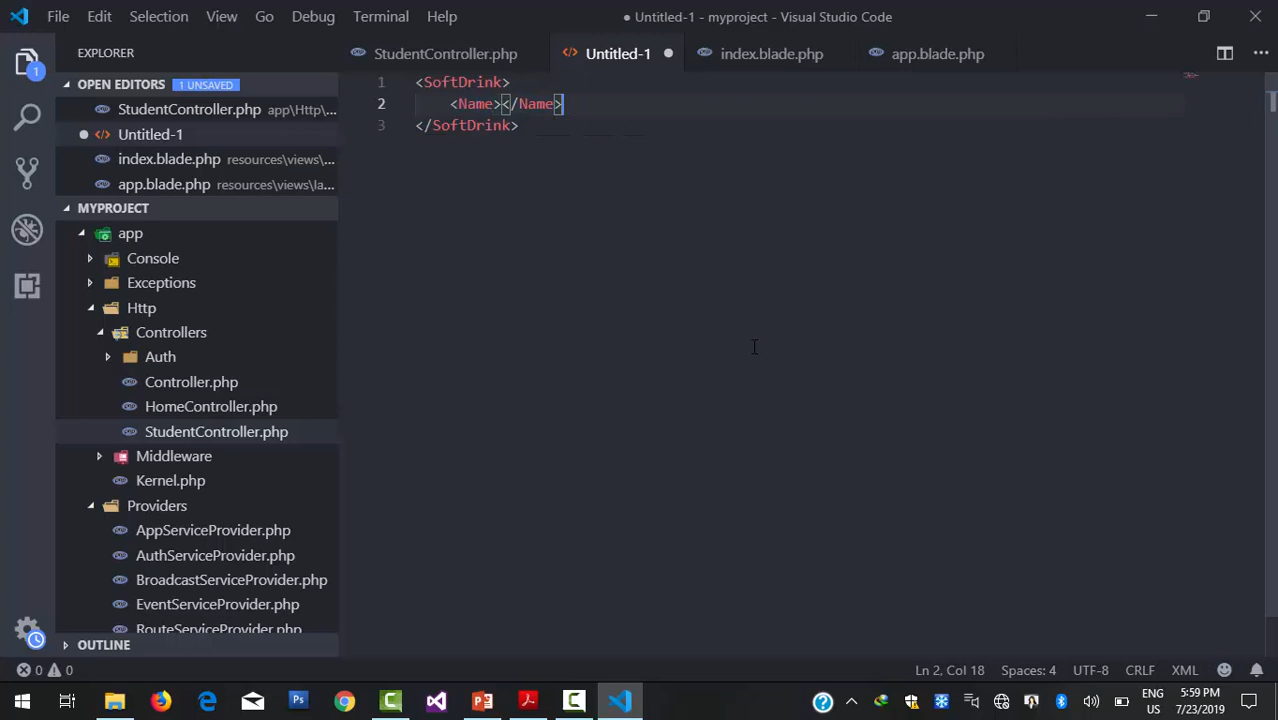 File Edit Selection View Go Debug Terminal Help
● Untitled-1 - myproject - Visual Studio Code
EXPLORER
StudentController.php
Untitled-1
index.blade.php
app.blade.php
OPEN EDITORS 1 UNSAVED
StudentController.php app\Http\...
Untitled-1
index.blade.php resources\views\...
app.blade.php resources\views\la...
MYPROJECT
app
Console
Exceptions
Http
Controllers
Auth
Controller.php
HomeController.php
StudentController.php
Middleware
Kernel.php
Providers
AppServiceProvider.php
AuthServiceProvider.php
BroadcastServiceProvider.php
EventServiceProvider.php
RouteServiceProvider.php
OUTLINE
1 <SoftDrink>
2 <Name></Name>
3 </SoftDrink>
0 0
Ln 2, Col 18 Spaces: 4 UTF-8 CRLF XML
ENG
US
2:59 PM
7/23/2019